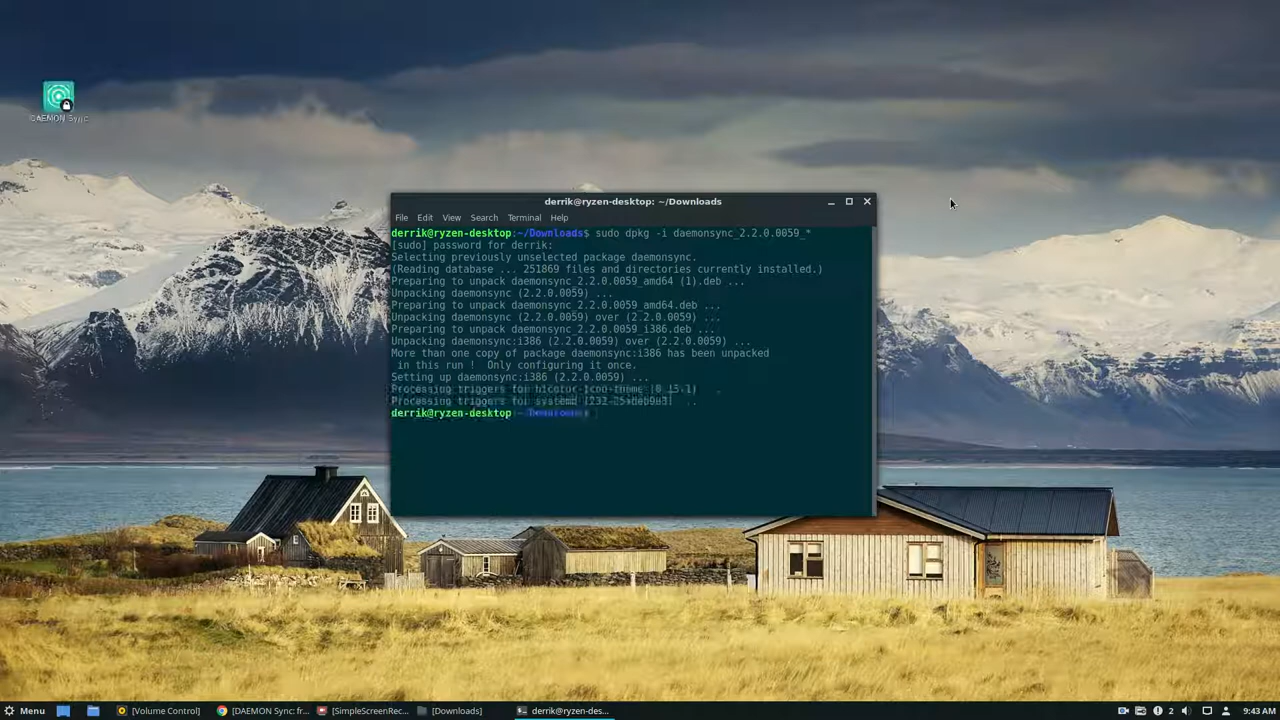 DAEMON Sync
derrik@ryzen-desktop: ~/Downloads
File Edit View Search Terminal Help
derrik@ryzen-desktop:~/Downloads$ sudo dpkg -i daemonsync_2.2.0.0059_*
[sudo] password for derrik:
Selecting previously unselected package daemonsync.
(Reading database ... 251869 files and directories currently installed.)
Preparing to unpack daemonsync_2.2.0.0059_amd64 (1).deb ...
Unpacking daemonsync (2.2.0.0059) ...
Preparing to unpack daemonsync_2.2.0.0059_amd64.deb ...
Unpacking daemonsync (2.2.0.0059) over (2.2.0.0059) ...
Preparing to unpack daemonsync_2.2.0.0059_i386.deb ...
Unpacking daemonsync:i386 (2.2.0.0059) over (2.2.0.0059) ...
More than one copy of package daemonsync:i386 has been unpacked
in this run ! Only configuring it once.
Setting up daemonsync:i386 (2.2.0.0059) ...
Processing triggers for hicolor-icon-theme
Processing triggers for systemd
derrik@ryzen-desktop
Menu [Volume Control] [DAEMON Sync: fr... [SimpleScreenRec... [Downloads] derrik@ryzen-des... 2 9:43 AM